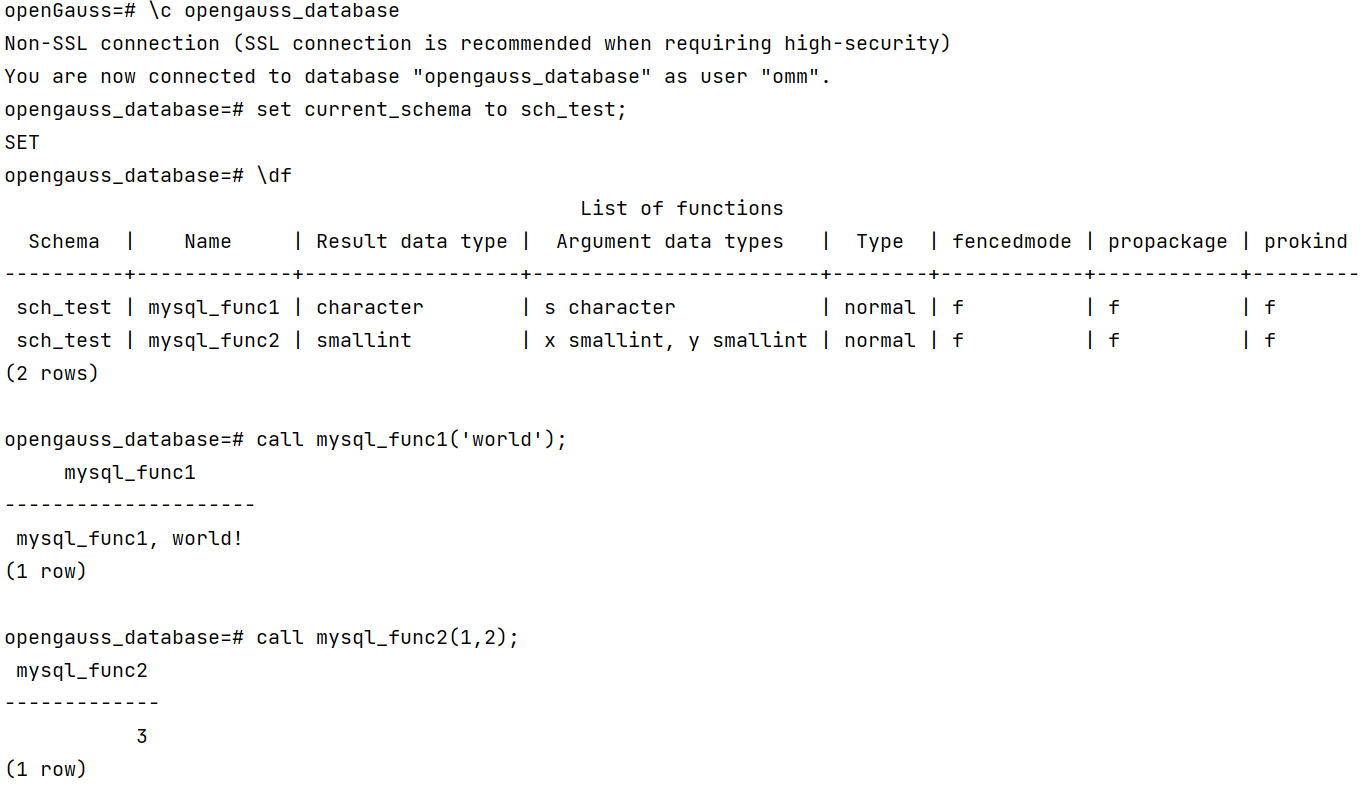 openGauss=# \c opengauss_database
Non-SSL connection (SSL connection is recommended when requiring high-security)
You are now connected to database "opengauss_database" as user "omm".
opengauss_database=# set current_schema to sch_test;
SET
opengauss_database=# \df
                                                List of functions
  Schema  |    Name     | Result data type |  Argument data types   |  Type  | fencedmode | propackage | prokind
----------+-------------+------------------+------------------------+--------+------------+------------+---------
 sch_test | mysql_func1 | character        | s character            | normal | f          | f          | f
 sch_test | mysql_func2 | smallint         | x smallint, y smallint | normal | f          | f          | f
(2 rows)

opengauss_database=# call mysql_func1('world');
     mysql_func1
---------------------
 mysql_func1, world!
(1 row)

opengauss_database=# call mysql_func2(1,2);
 mysql_func2
-------------
           3
(1 row)